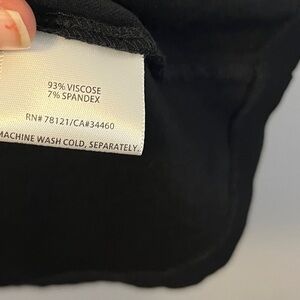 93% VISCOSE
7% SPANDEX
RN# 78121/CA#34460
MACHINE WASH COLD, SEPARATELY.